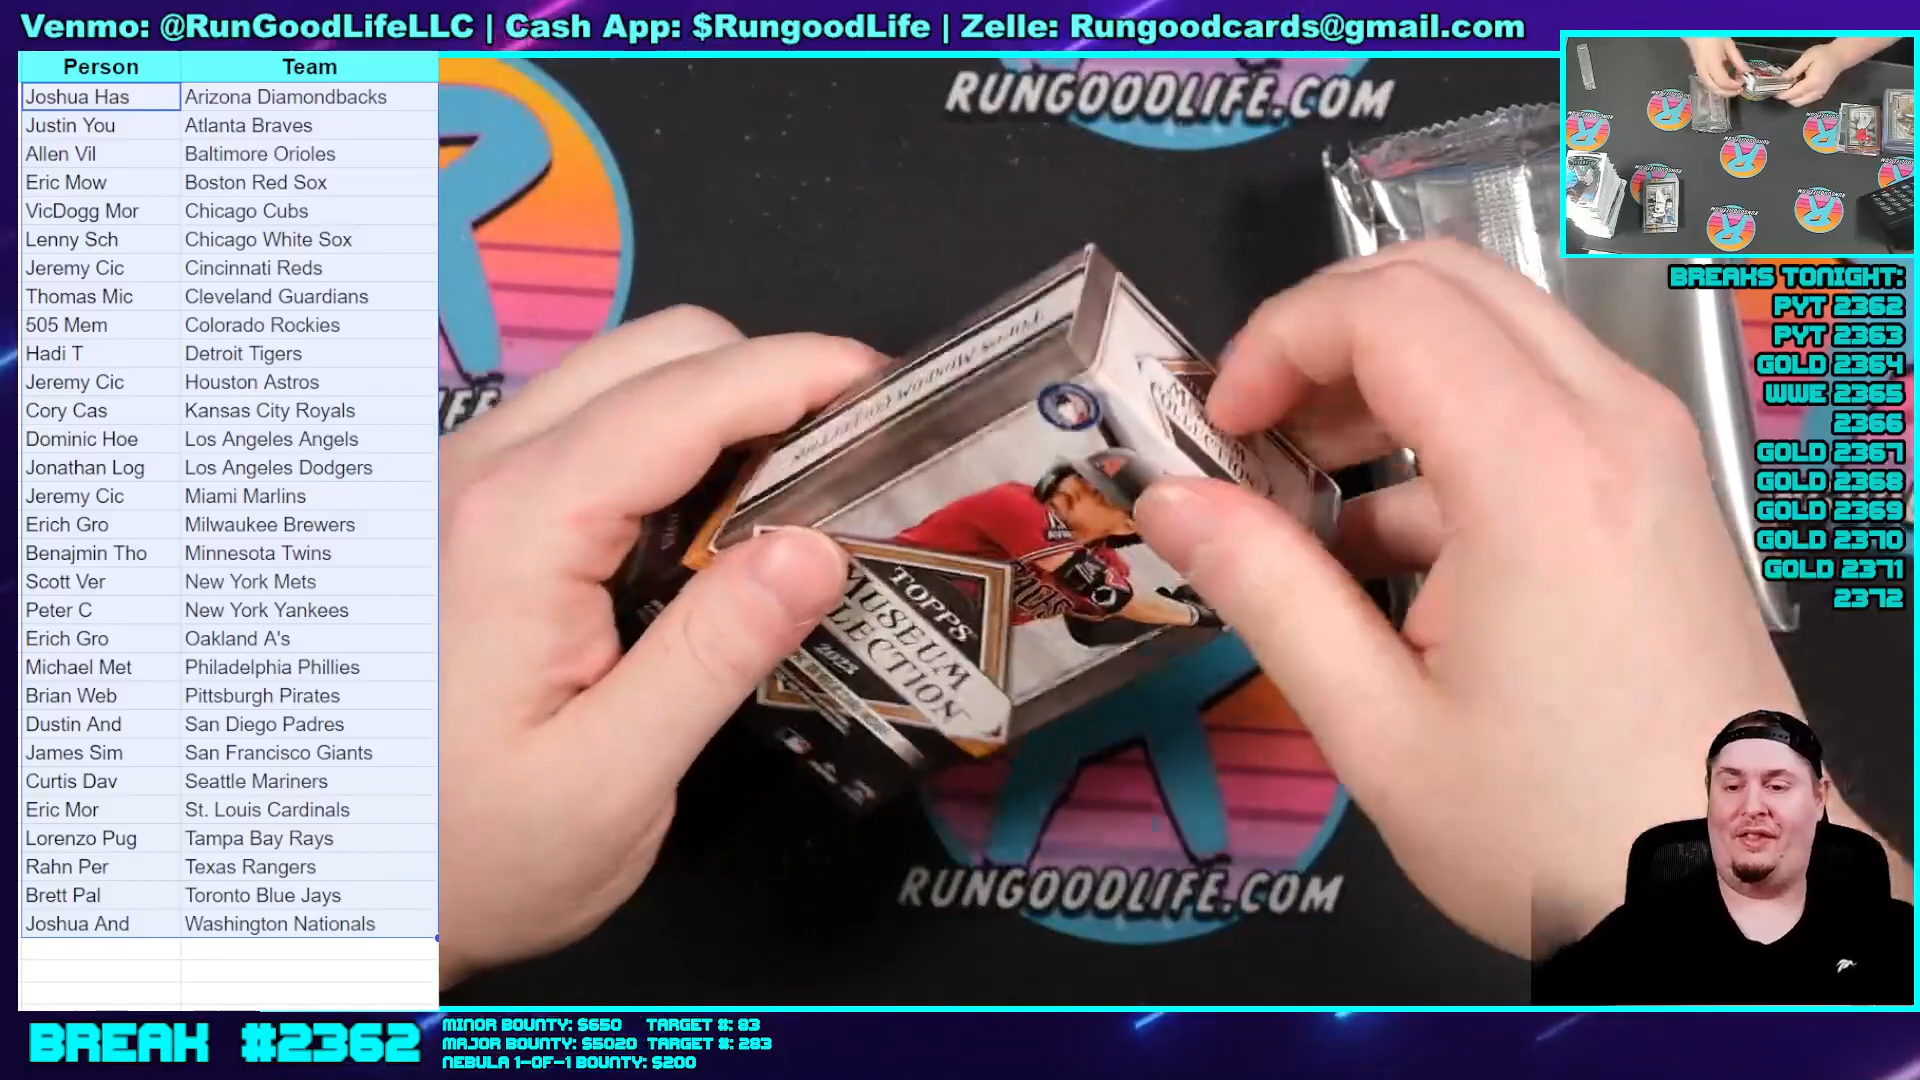 Venmo: @RunGoodLifeLLC | Cash App: $RungoodLife | Zelle: Rungoodcards@gmail.com
Person Team
Joshua Has Arizona Diamondbacks
Justin You Atlanta Braves
Allen Vil Baltimore Orioles
Eric Mow Boston Red Sox
VicDogg Mor Chicago Cubs
Lenny Sch Chicago White Sox
Jeremy Cic Cincinnati Reds
Thomas Mic Cleveland Guardians
505 Mem Colorado Rockies
Hadi T Detroit Tigers
Jeremy Cic Houston Astros
Cory Cas Kansas City Royals
Dominic Hoe Los Angeles Angels
Jonathan Log Los Angeles Dodgers
Jeremy Cic Miami Marlins
Erich Gro Milwaukee Brewers
Benajmin Tho Minnesota Twins
Scott Ver New York Mets
Peter C New York Yankees
Erich Gro Oakland A's
Michael Met Philadelphia Phillies
Brian Web Pittsburgh Pirates
Dustin And San Diego Padres
James Sim San Francisco Giants
Curtis Dav Seattle Mariners
Eric Mor St. Louis Cardinals
Lorenzo Pug Tampa Bay Rays
Rahn Per Texas Rangers
Brett Pal Toronto Blue Jays
Joshua And Washington Nationals
RUNGOODLIFE.COM
TOPPS
MUSEUM
2023
RUNGOODLIFE.COM
BREAKS TONIGHT:
PYT 2362
PYT 2363
GOLD 2364
WWE 2365
2366
GOLD 2367
GOLD 2368
GOLD 2369
GOLD 2370
GOLD 2371
2372
BREAK #2362
MINOR BOUNTY: $650 TARGET #: 83
MAJOR BOUNTY: $5020 TARGET #: 283
NEBULA 1-OF-1 BOUNTY: $200